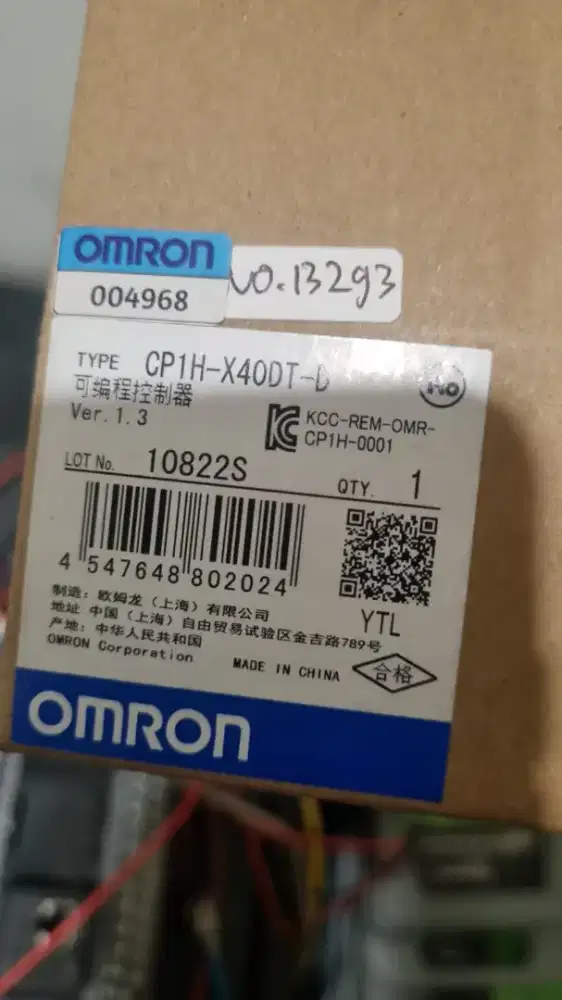 OMRON
004968
NO.13293
TYPE CP1H-X40DT-D
可编程控制器
Ver.1.3
KC
KCC-REM-OMR-
CP1H-0001
LOT No. 10822S
QTY. 1
4 547648 802024
YTL
制造: 欧姆龙(上海)有限公司
地址 中国(上海)自由贸易试验区金吉路789号
产地: 中华人民共和国
OMRON Corporation
MADE IN CHINA
合格
OMRON